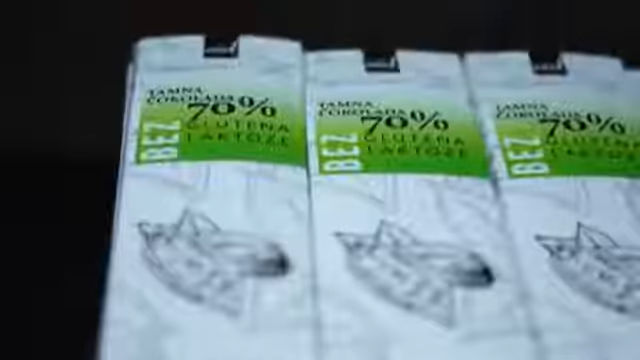 TAMNA
ČOKOLADA 70%
BEZ GLUTENA
LAKTOZE
TAMNA
ČOKOLADA 70%
BEZ GLUTENA
LAKTOZE
TAMNA
ČOKOLADA 70%
BEZ GLUTENA
LAKTOZE